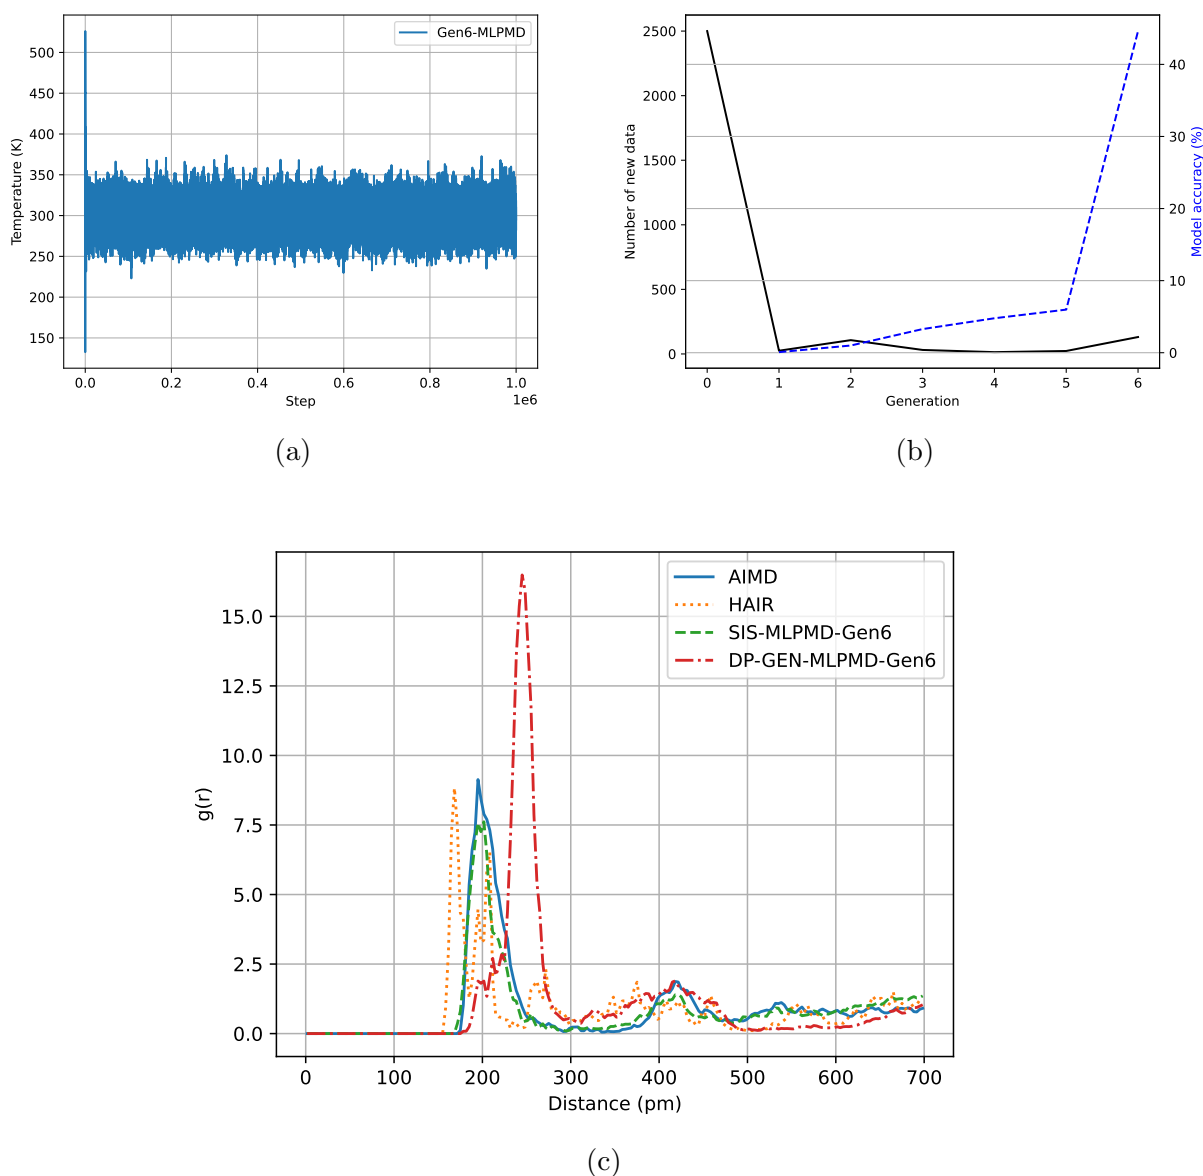 Gen6-MLPMD
500
450
400
350
300
250
200
150
Temperature (K)
0.0 0.2 0.4 0.6 0.8 1.0
1e6
Step
(a)
2500
2000
1500
1000
500
0
Number of new data
40
30
20
10
0
Model accuracy (%)
0 1 2 3 4 5 6
Generation
(b)
AIMD
HAIR
SIS-MLPMD-Gen6
DP-GEN-MLPMD-Gen6
15.0
12.5
10.0
7.5
5.0
2.5
0.0
g(r)
0 100 200 300 400 500 600 700
Distance (pm)
(c)